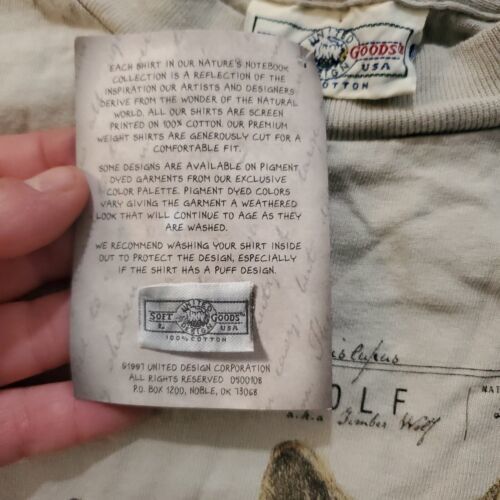 UNITED
GOODS
DESIGN
USA
COTTON
EACH SHIRT IN OUR NATURE'S NOTEBOOK
COLLECTION IS A REFLECTION OF THE
INSPIRATION OUR ARTISTS AND DESIGNERS
DERIVE FROM THE WONDER OF THE NATURAL
WORLD. ALL OUR SHIRTS ARE SCREEN
PRINTED ON 100% COTTON. OUR PREMIUM
WEIGHT SHIRTS ARE GENEROUSLY CUT FOR A
COMFORTABLE FIT.
SOME DESIGNS ARE AVAILABLE ON PIGMENT
DYED GARMENTS FROM OUR EXCLUSIVE
COLOR PALETTE. PIGMENT DYED COLORS
VARY GIVING THE GARMENT A WEATHERED
LOOK THAT WILL CONTINUE TO AGE AS THEY
ARE WASHED.
WE RECOMMEND WASHING YOUR SHIRT INSIDE
OUT TO PROTECT THE DESIGN, ESPECIALLY
IF THE SHIRT HAS A PUFF DESIGN.
UNITED
SOFT GOODS
DESIGN
USA
100% COTTON
©1997 UNITED DESIGN CORPORATION
ALL RIGHTS RESERVED 0500108
P.O. BOX 1200, NOBLE, OK 73068
is lupus
OLF
NAT
a.k.a Timber Wolf